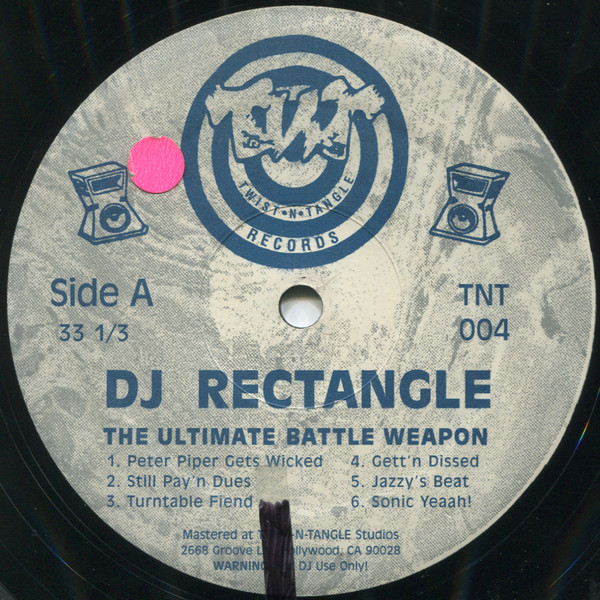 TNT
TWIST•N•TANGLE
RECORDS
Side A
TNT
33 1/3
004
DJ RECTANGLE
THE ULTIMATE BATTLE WEAPON
1. Peter Piper Gets Wicked
4. Gett'n Dissed
2. Still Pay'n Dues
5. Jazzy's Beat
3. Turntable Fiend
6. Sonic Yeaah!
Mastered at -N-TANGLE Studios
2668 Groove CA 90028
WARNING DJ Use Only!